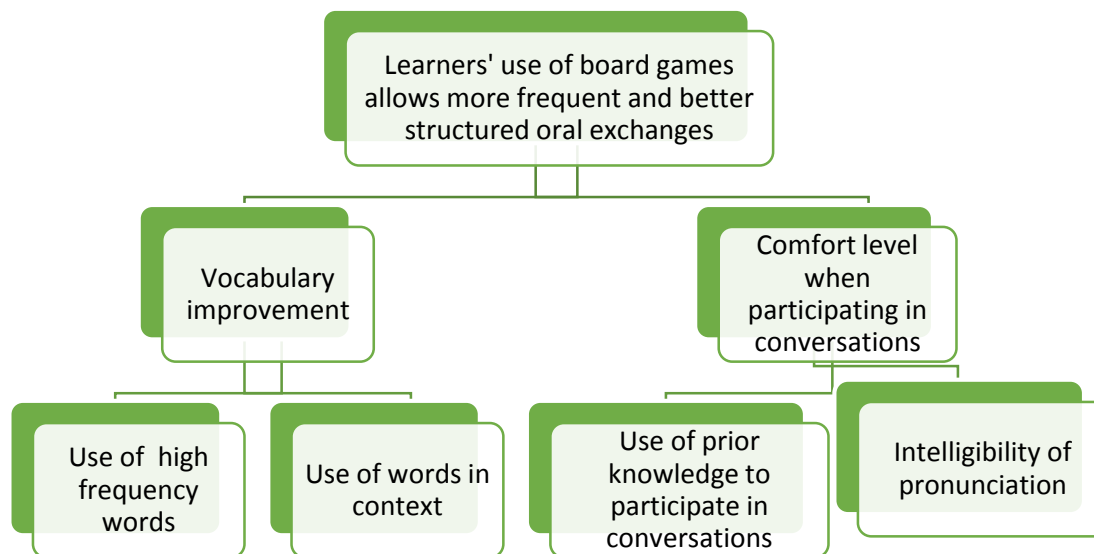 Learners' use of board games
allows more frequent and better
structured oral exchanges
Vocabulary
improvement
Comfort level
when
participating in
conversations
Use of  high
frequency
words
Use of words in
context
Use of prior
knowledge to
participate in
conversations
Intelligibility of
pronunciation